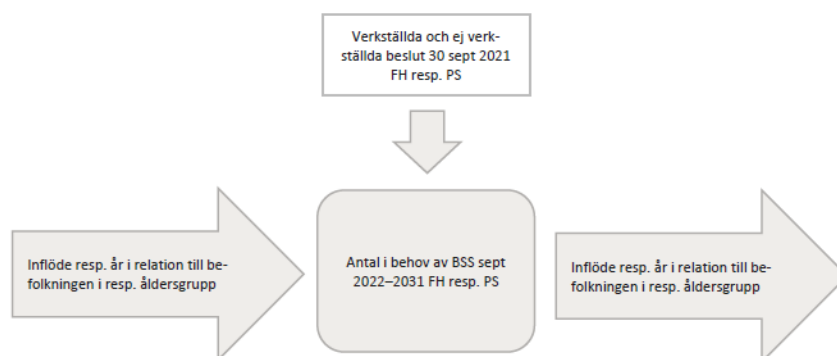 Verkställda och ej verk-
ställda beslut 30 sept 2021
FH resp. PS
Inflöde resp. år i relation till be-
folkningen i resp. åldersgrupp
Antal i behov av BSS sept
2022–2031 FH resp. PS
Inflöde resp. år i relation till be-
folkningen i resp. åldersgrupp